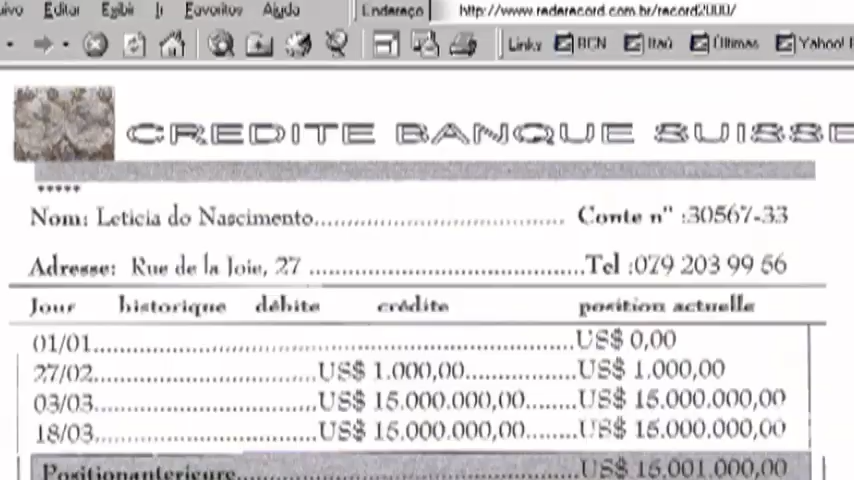 uivo Editar Exibir Ir Favoritos Ajuda Endereço http://www.rederecord.com.br/record2000/
Links BCN Itaú Últimas Yahoo!
CREDITE BANQUE SUISSE
*****
Nom: Leticia do Nascimento............................................ Conte n° :30567-33
Adresse: Rue de la Joie, 27 ................................................Tel :079 203 99 56
Jour historique débite crédite position actuelle
01/01................................................................................US$ 0,00
27/02.....................................US$ 1.000,00...................US$ 1.000,00
03/03.....................................US$ 15.000.000,00........US$ 15.000.000,00
18/03.....................................US$ 15.000.000,00........US$ 15.000.000,00
Positionanterieure..........................................................US$ 15.001.000,00